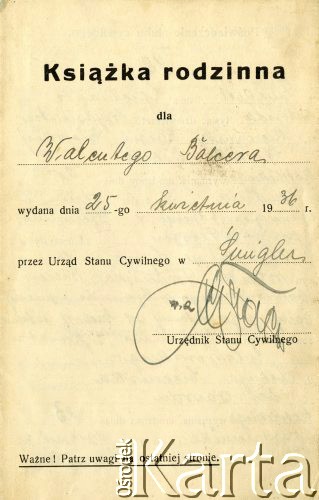 Książka rodzinna
dla
Walentego Balcera
wydana dnia 25-go kwietnia 1936 r.
przez Urząd Stanu Cywilnego w Śmiglu
w.z.
Urzędnik Stanu Cywilnego
Ważne! Patrz uwagi na ostatniej stronie.
Ośrodek
Karta